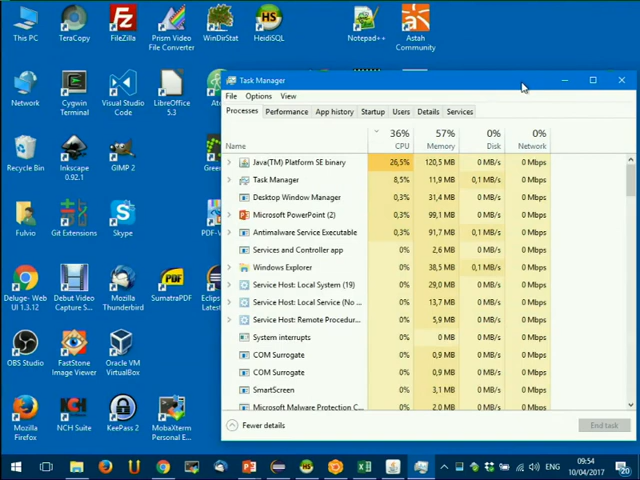 This PC
TeraCopy
FileZilla
Prism Video
File Converter
WinDirStat
HeidiSQL
Notepad++
Astah
Community
Network
Cygwin
Terminal
Visual Studio
Code
LibreOffice
5.3
Recycle Bin
Inkscape
0.92.1
GIMP 2
Fulvio
Git Extensions
Skype
PDF-
Deluge- Web
UI 1.3.12
Debut Video
Capture S...
Mozilla
Thunderbird
SumatraPDF
Eclips
OBS Studio
FastStone
Image Viewer
Oracle VM
VirtualBox
Mozilla
Firefox
NCH Suite
KeePass 2
MobaXterm
Personal E...
Task Manager
File Options View
Processes Performance App history Startup Users Details Services
36% 57% 0% 0%
Name CPU Memory Disk Network
Java(TM) Platform SE binary 26,5% 120,5 MB 0 MB/s 0 Mbps
Task Manager 8,5% 11,9 MB 0,1 MB/s 0 Mbps
Desktop Window Manager 0,3% 31,4 MB 0 MB/s 0 Mbps
Microsoft PowerPoint (2) 0,3% 99,1 MB 0 MB/s 0 Mbps
Antimalware Service Executable 0,3% 91,7 MB 0,1 MB/s 0 Mbps
Services and Controller app 0% 2,6 MB 0 MB/s 0 Mbps
Windows Explorer 0% 38,5 MB 0,1 MB/s 0 Mbps
Service Host: Local System (19) 0% 29,0 MB 0 MB/s 0 Mbps
Service Host: Local Service (No ... 0% 13,7 MB 0 MB/s 0 Mbps
Service Host: Remote Procedur... 0% 5,9 MB 0 MB/s 0 Mbps
System interrupts 0% 0 MB 0 MB/s 0 Mbps
COM Surrogate 0% 0,9 MB 0 MB/s 0 Mbps
COM Surrogate 0% 0,9 MB 0 MB/s 0 Mbps
SmartScreen 0% 3,1 MB 0 MB/s 0 Mbps
Microsoft Malware Protection C... 0% 2,0 MB 0 MB/s 0 Mbps
Fewer details
End task
ENG
09:54
10/04/2017
20